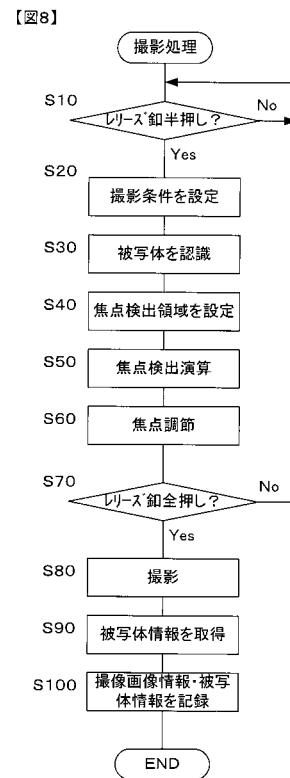 【図8】
撮影処理
S10
レリーズ釦半押し？
No
Yes
S20
撮影条件を設定
S30
被写体を認識
S40
焦点検出領域を設定
S50
焦点検出演算
S60
焦点調節
S70
レリーズ釦全押し？
No
Yes
S80
撮影
S90
被写体情報を取得
S100
撮像画像情報・被写
体情報を記録
END